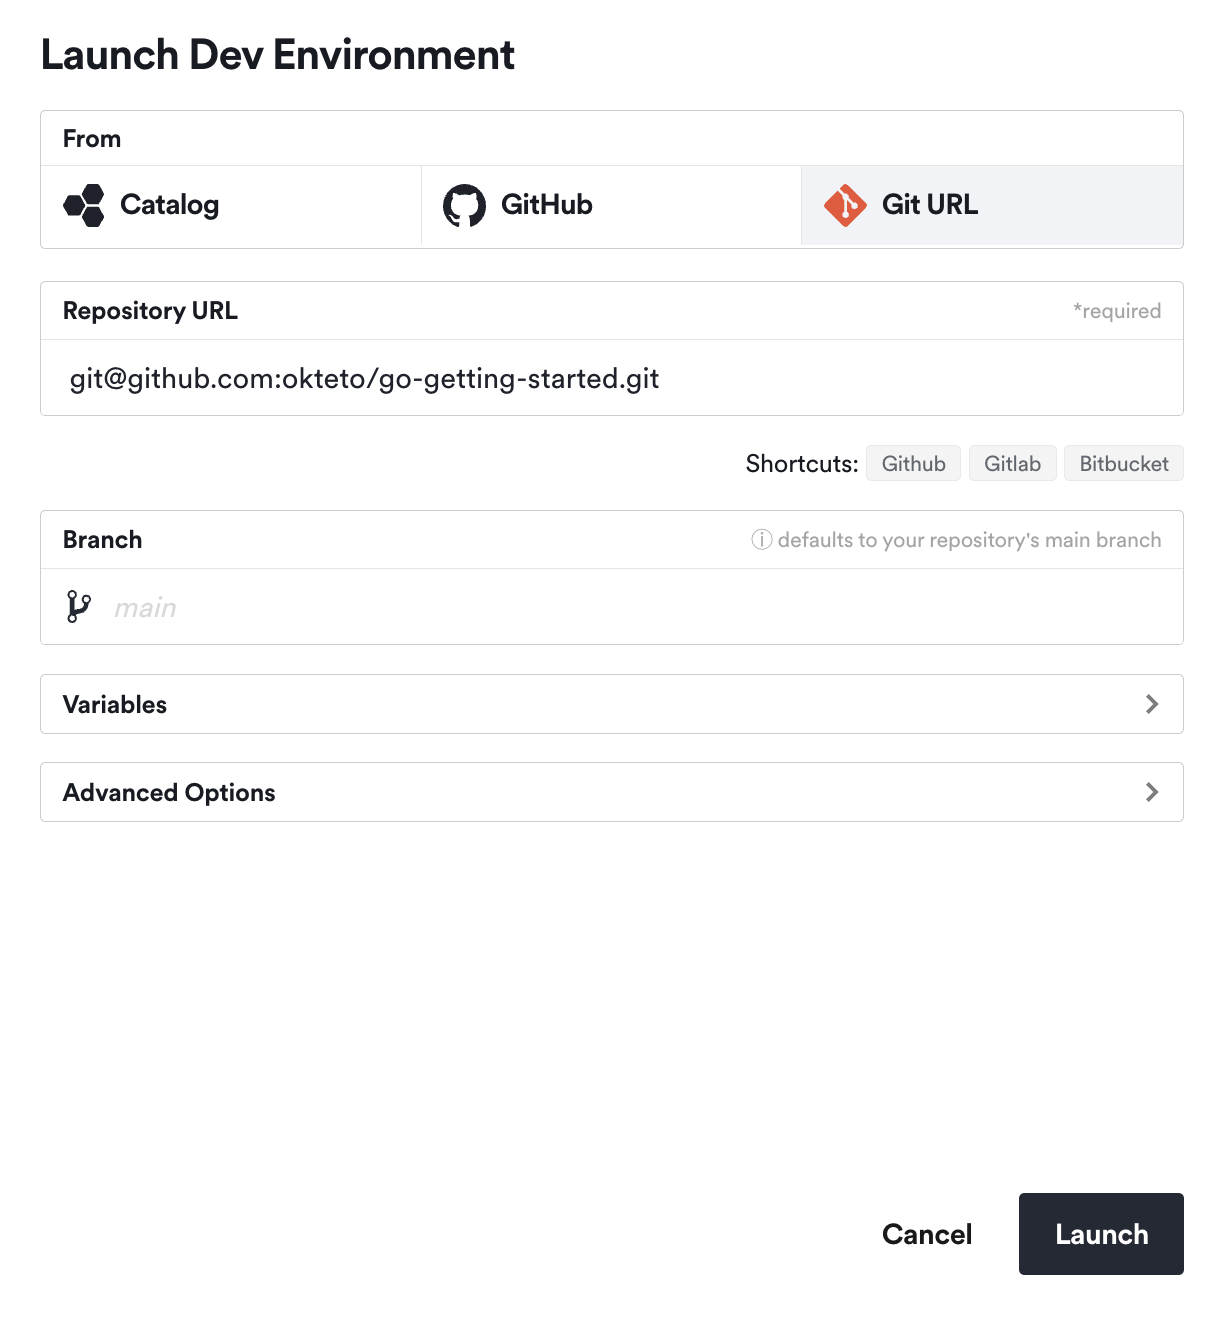 Launch Dev Environment
From
Catalog
GitHub
Git URL
Repository URL
*required
git@github.com:okteto/go-getting-started.git
Shortcuts: Github Gitlab Bitbucket
Branch
defaults to your repository's main branch
main
Variables
Advanced Options
Cancel
Launch